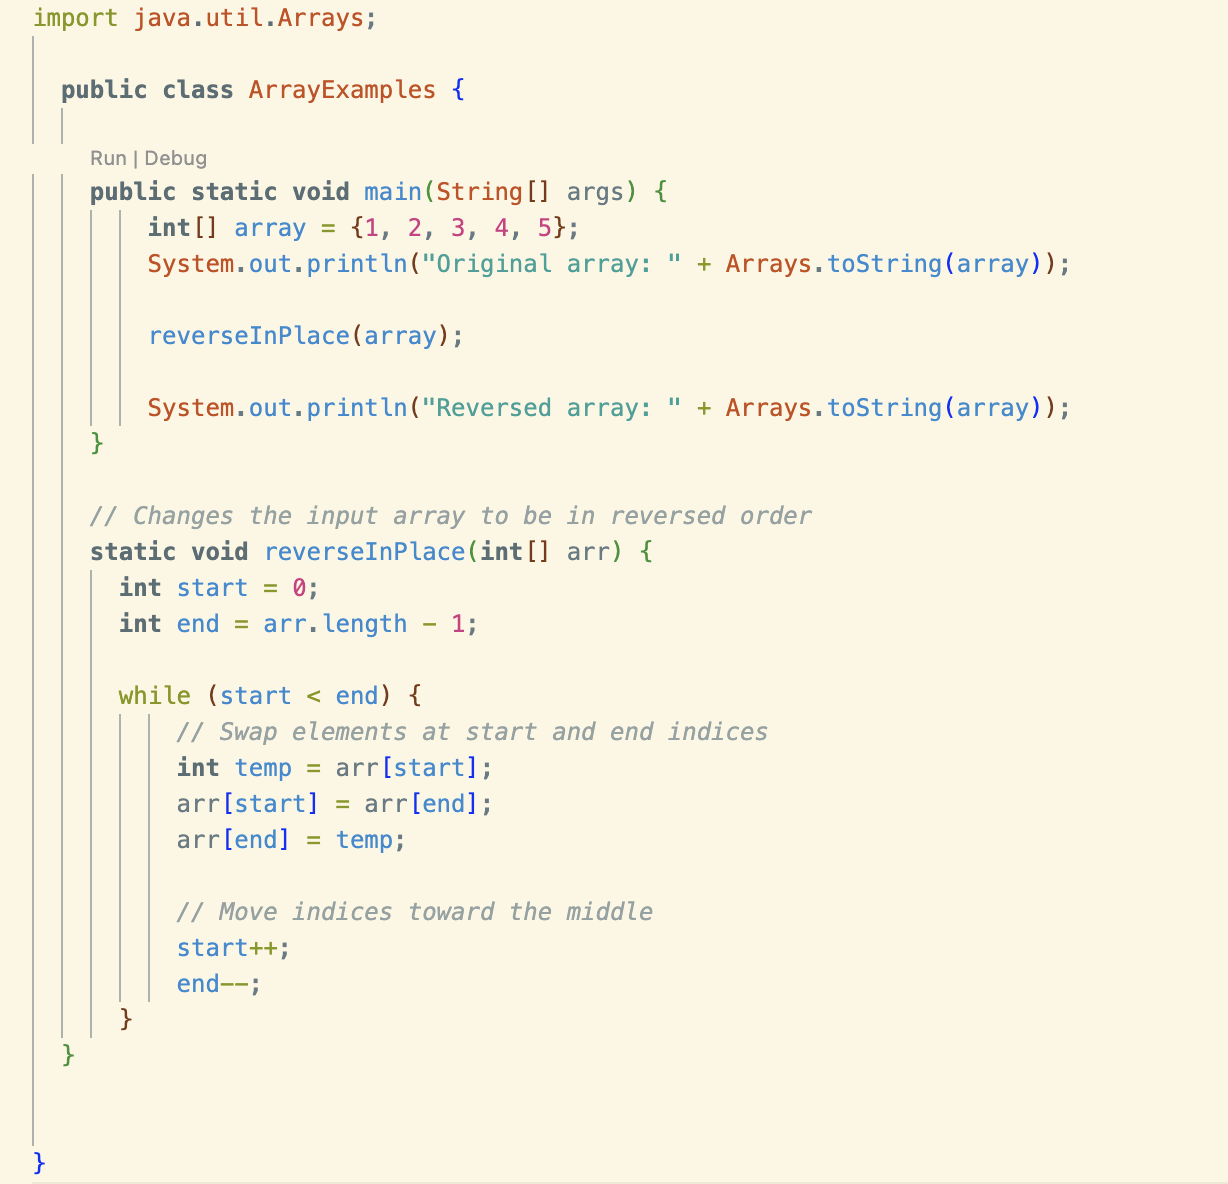 import java.util.Arrays;
public class ArrayExamples {
Run | Debug
public static void main(String[] args) {
int[] array = {1, 2, 3, 4, 5};
System.out.println("Original array: " + Arrays.toString(array));
reverseInPlace(array);
System.out.println("Reversed array: " + Arrays.toString(array));
}
// Changes the input array to be in reversed order
static void reverseInPlace(int[] arr) {
int start = 0;
int end = arr.length - 1;
while (start < end) {
// Swap elements at start and end indices
int temp = arr[start];
arr[start] = arr[end];
arr[end] = temp;
// Move indices toward the middle
start++;
end--;
}
}
}